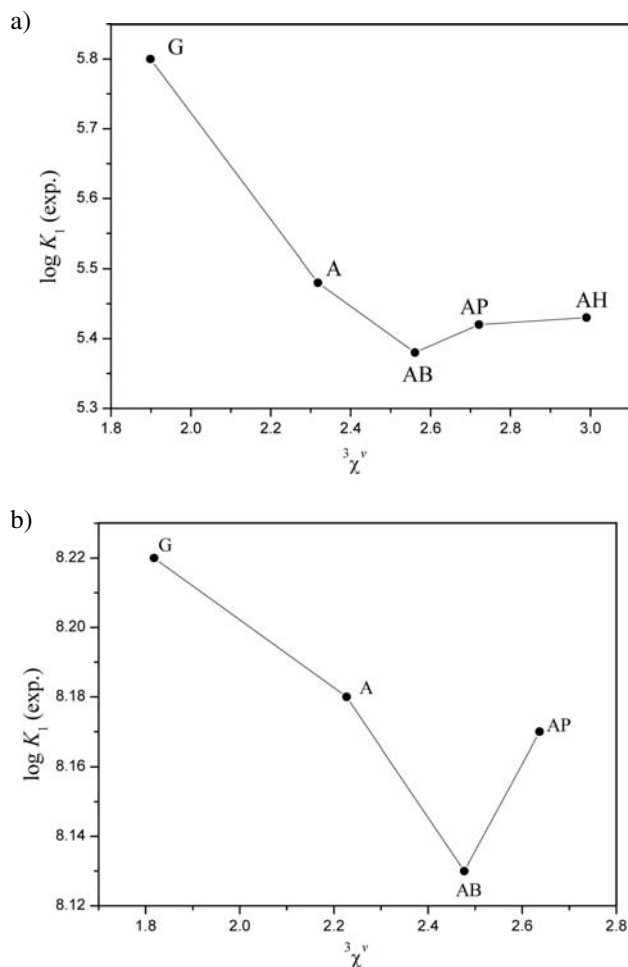 a)
5.8
5.7
5.6
5.5
5.4
5.3
log K₁ (exp.)
G
A
AB
AP
AH
1.8 2.0 2.2 2.4 2.6 2.8 3.0
³χᵛ
b)
8.22
8.20
8.18
8.16
8.14
8.12
log K₁ (exp.)
G
A
AB
AP
1.8 2.0 2.2 2.4 2.6 2.8
³χᵛ